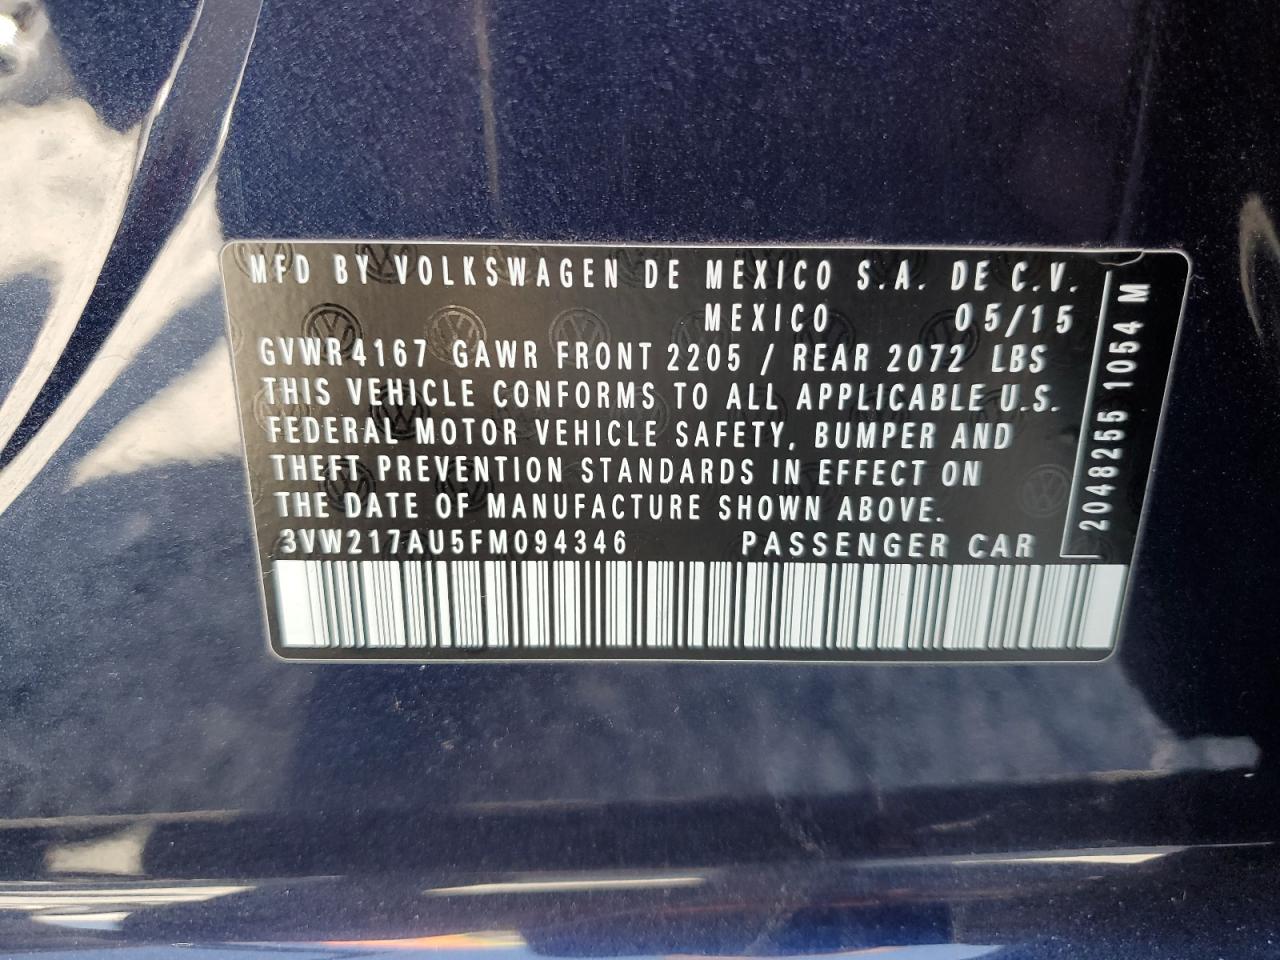 MFD BY VOLKSWAGEN DE MEXICO S.A. DE C.V.
MEXICO 05/15
GVWR4167 GAWR FRONT 2205 / REAR 2072 LBS
THIS VEHICLE CONFORMS TO ALL APPLICABLE U.S.
FEDERAL MOTOR VEHICLE SAFETY, BUMPER AND
THEFT PREVENTION STANDARDS IN EFFECT ON
THE DATE OF MANUFACTURE SHOWN ABOVE.
3VW217AU5FM094346 PASSENGER CAR
2048255 1054 M